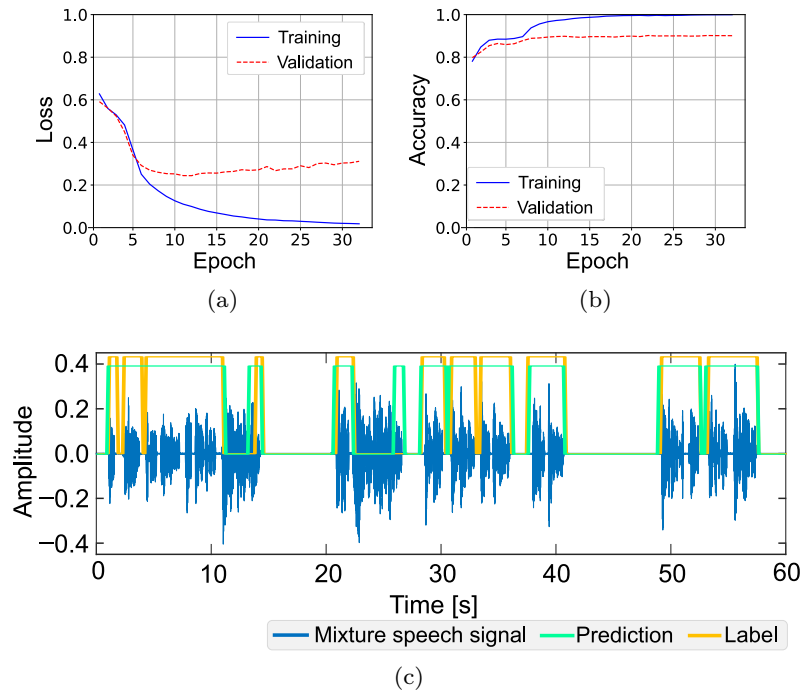 1.0
0.8
0.6
0.4
0.2
0.0
Loss
Training
Validation
0 5 10 15 20 25 30
Epoch
(a)
1.0
0.8
0.6
0.4
0.2
0.0
Accuracy
Training
Validation
0 5 10 15 20 25 30
Epoch
(b)
0.4
0.2
0.0
−0.2
−0.4
Amplitude
0 10 20 30 40 50 60
Time [s]
Mixture speech signal Prediction Label
(c)